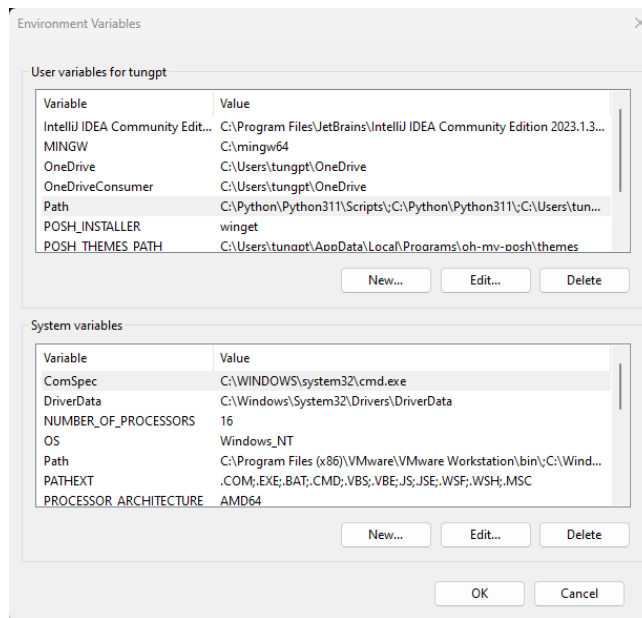 Environment Variables
User variables for tungpt
Variable Value
IntelliJ IDEA Community Edit... C:\Program Files\JetBrains\IntelliJ IDEA Community Edition 2023.1.3...
MINGW C:\mingw64
OneDrive C:\Users\tungpt\OneDrive
OneDriveConsumer C:\Users\tungpt\OneDrive
Path C:\Python\Python311\Scripts\;C:\Python\Python311\;C:\Users\tun...
POSH_INSTALLER winget
POSH_THEMES_PATH C:\Users\tungpt\AppData\Local\Programs\oh-my-posh\themes
New... Edit... Delete
System variables
Variable Value
ComSpec C:\WINDOWS\system32\cmd.exe
DriverData C:\Windows\System32\Drivers\DriverData
NUMBER_OF_PROCESSORS 16
OS Windows_NT
Path C:\Program Files (x86)\VMware\VMware Workstation\bin\;C:\Wind...
PATHEXT .COM;.EXE;.BAT;.CMD;.VBS;.VBE;.JS;.JSE;.WSF;.WSH;.MSC
PROCESSOR_ARCHITECTURE AMD64
New... Edit... Delete
OK Cancel